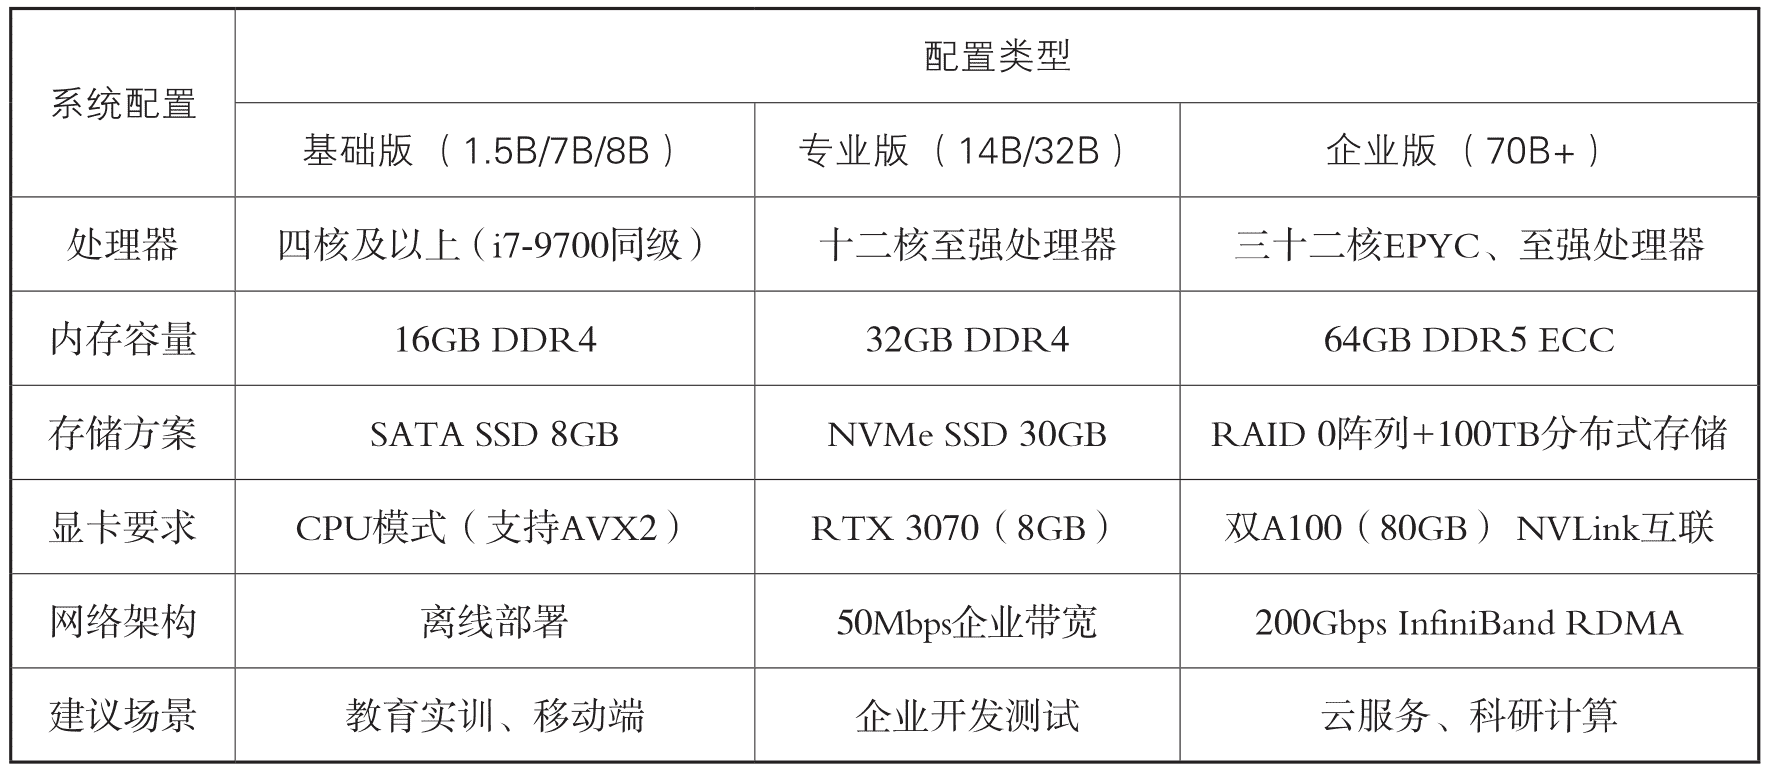 系统配置
配置类型
基础版（1.5B/7B/8B）
专业版（14B/32B）
企业版（70B+）
处理器
四核及以上（i7-9700同级）
十二核至强处理器
三十二核EPYC、至强处理器
内存容量
16GB DDR4
32GB DDR4
64GB DDR5 ECC
存储方案
SATA SSD 8GB
NVMe SSD 30GB
RAID 0阵列+100TB分布式存储
显卡要求
CPU模式（支持AVX2）
RTX 3070（8GB）
双A100（80GB） NVLink互联
网络架构
离线部署
50Mbps企业带宽
200Gbps InfiniBand RDMA
建议场景
教育实训、移动端
企业开发测试
云服务、科研计算